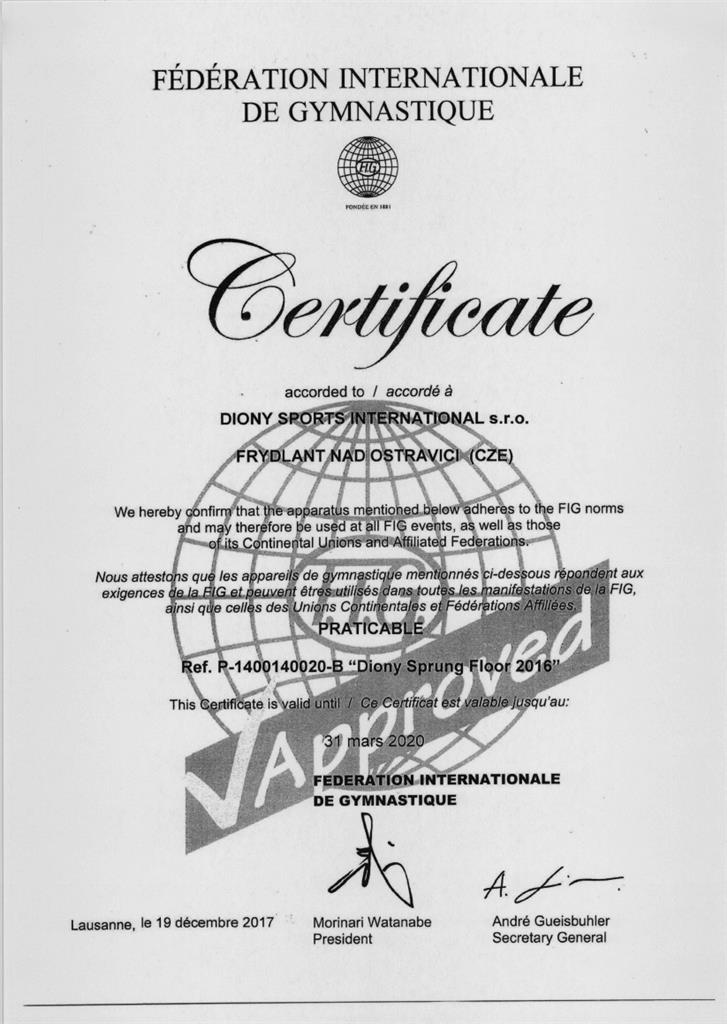 FÉDÉRATION INTERNATIONALE
DE GYMNASTIQUE
FIG
FONDÉE EN 1881
Certificate
accorded to / accordé à
DIONY SPORTS INTERNATIONAL s.r.o.
FRYDLANT NAD OSTRAVICI (CZE)
We hereby confirm that the apparatus mentioned below adheres to the FIG norms
and may therefore be used at all FIG events, as well as those
of its Continental Unions and Affiliated Federations.
Nous attestons que les appareils de gymnastique mentionnés ci-dessous répondent aux
exigences de la FIG et peuvent êtres utilisés dans toutes les manifestations de la FIG,
ainsi que celles des Unions Continentales et Fédérations Affiliées.
F.I.G.
PRATICABLE
Ref. P-1400140020-B “Diony Sprung Floor 2016”
This Certificate is valid until / Ce Certificat est valable jusqu'au:
Approved
31 mars 2020
FEDERATION INTERNATIONALE
DE GYMNASTIQUE
Lausanne, le 19 décembre 2017
Morinari Watanabe
President
André Gueisbuhler
Secretary General